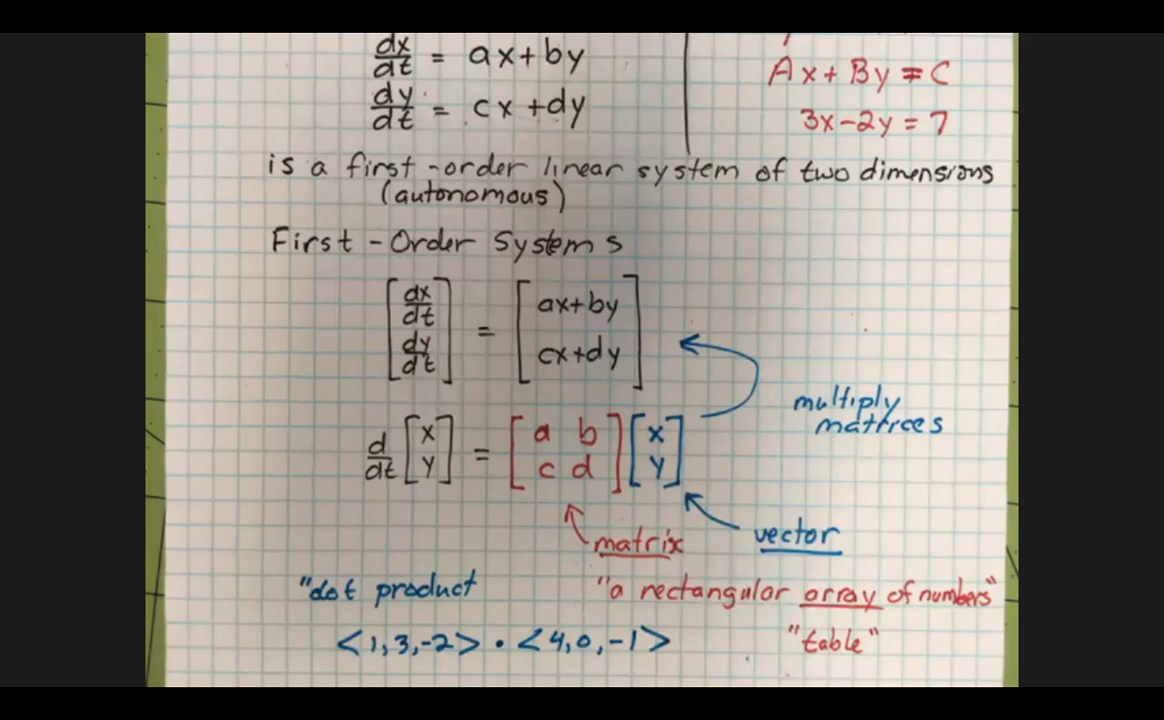 dx/dt = ax+by
dy/dt = cx+dy
Ax + By = C
3x-2y = 7
is a first-order linear system of two dimensions
(autonomous)
First-Order Systems
[dx/dt dy/dt] = [ax+by cx+dy]
multiply
matrices
d/dt [x y] = [a b c d] [x y]
matrix
vector
"dot product
"a rectangular array of numbers"
<1,3,-2> • <4,0,-1>
"table"